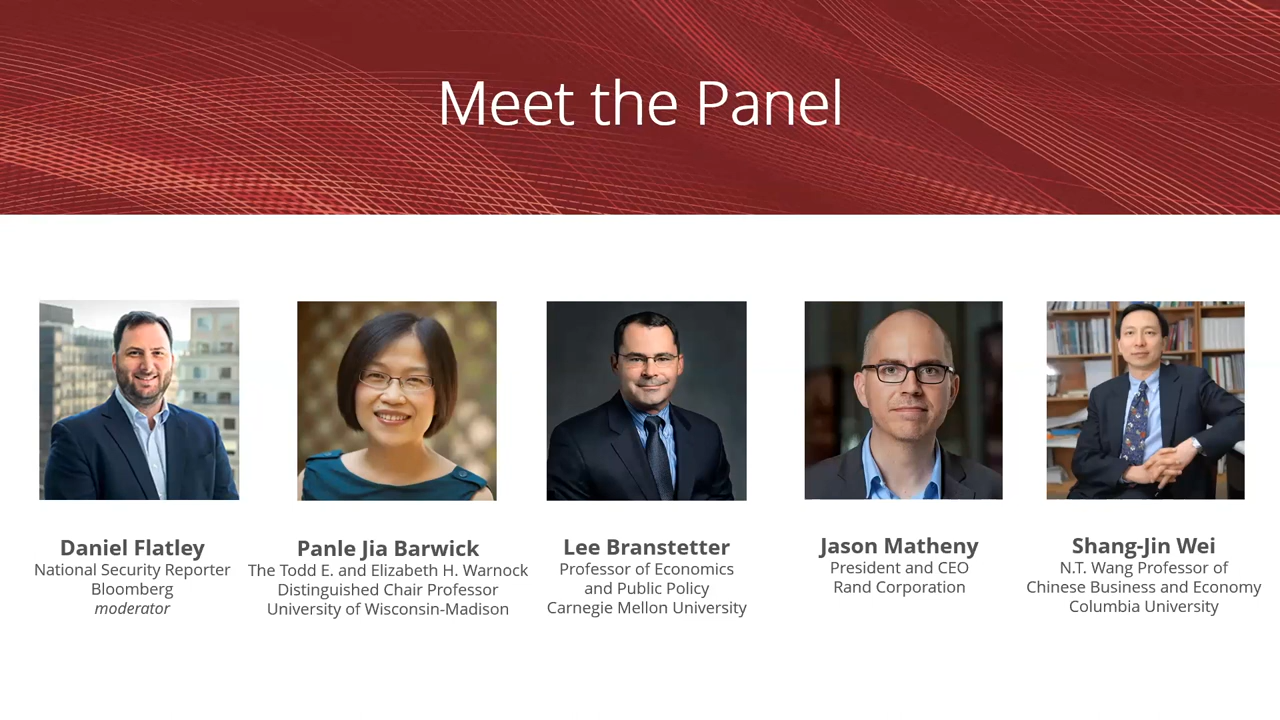 Meet the Panel
Daniel Flatley
National Security Reporter
Bloomberg
moderator
Panle Jia Barwick
The Todd E. and Elizabeth H. Warnock
Distinguished Chair Professor
University of Wisconsin-Madison
Lee Branstetter
Professor of Economics
and Public Policy
Carnegie Mellon University
Jason Matheny
President and CEO
Rand Corporation
Shang-Jin Wei
N.T. Wang Professor of
Chinese Business and Economy
Columbia University